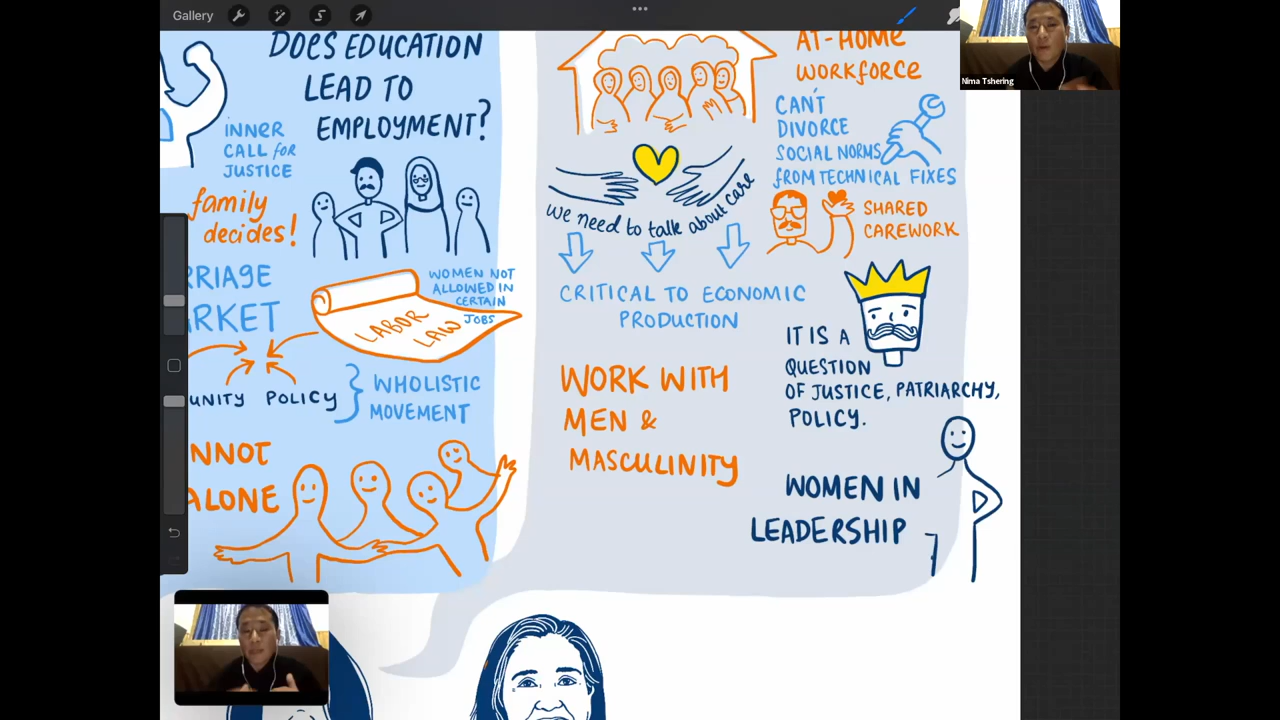 Gallery
Nima Tshering
DOES EDUCATION
LEAD TO
EMPLOYMENT?
INNER
CALL for
JUSTICE
family
decides!
RRIAGE
ARKET
WOMEN NOT
ALLOWED IN
CERTAIN
JOBS
LABOR
LAW
UNITY POLICY
WHOLISTIC
MOVEMENT
NNOT
ALONE
AT-HOME
WORKFORCE
CAN'T
DIVORCE
SOCIAL NORMS
FROM TECHNICAL FIXES
we need to talk about care
SHARED
CAREWORK
CRITICAL TO ECONOMIC
PRODUCTION
IT IS A
QUESTION
OF JUSTICE, PATRIARCHY,
POLICY.
WORK WITH
MEN &
MASCULINITY
WOMEN IN
LEADERSHIP